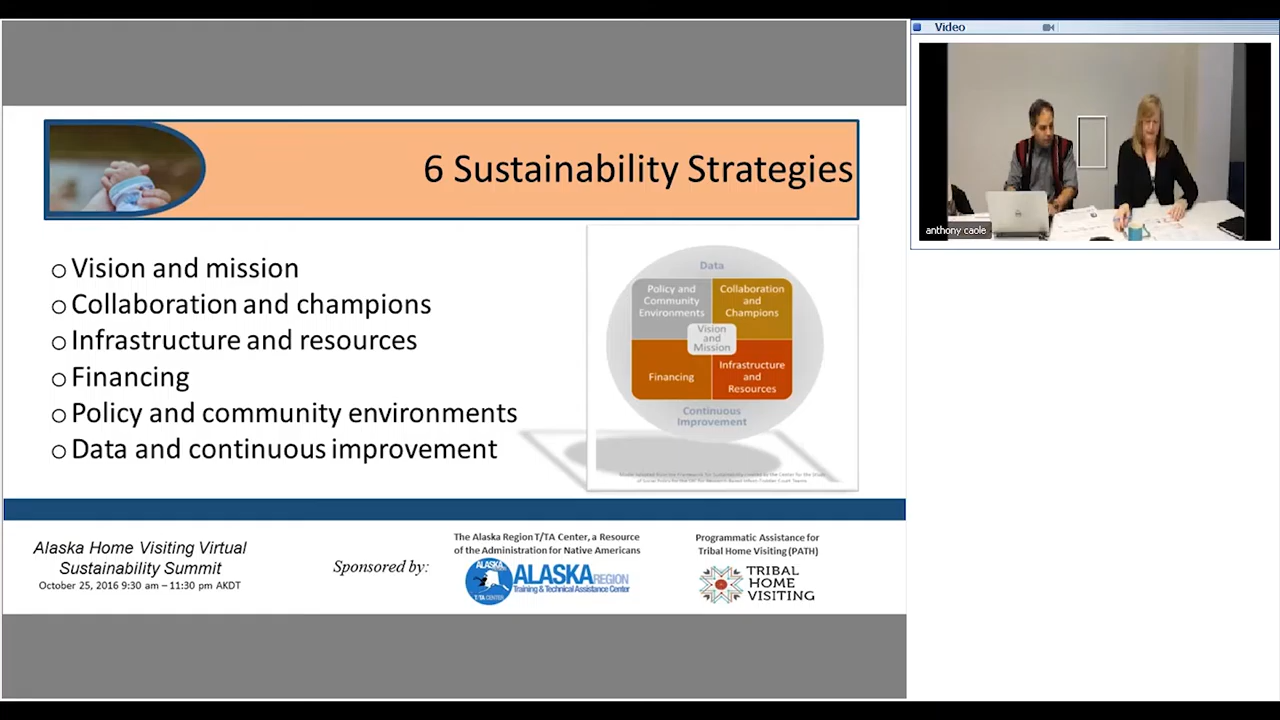 Video
anthony caole
6 Sustainability Strategies
Vision and mission
Collaboration and champions
Infrastructure and resources
Financing
Policy and community environments
Data and continuous improvement
Data
Policy and
Community
Environments
Collaboration
and
Champions
Vision
and
Mission
Financing
Infrastructure
and
Resources
Continuous
Improvement
Alaska Home Visiting Virtual
Sustainability Summit
October 25, 2016 9:30 am – 11:30 pm AKDT
Sponsored by:
The Alaska Region T/TA Center, a Resource
of the Administration for Native Americans
ALASKA
T/TA CENTER
ALASKA REGION
Training & Technical Assistance Center
Programmatic Assistance for
Tribal Home Visiting (PATH)
TRIBAL
HOME
VISITING